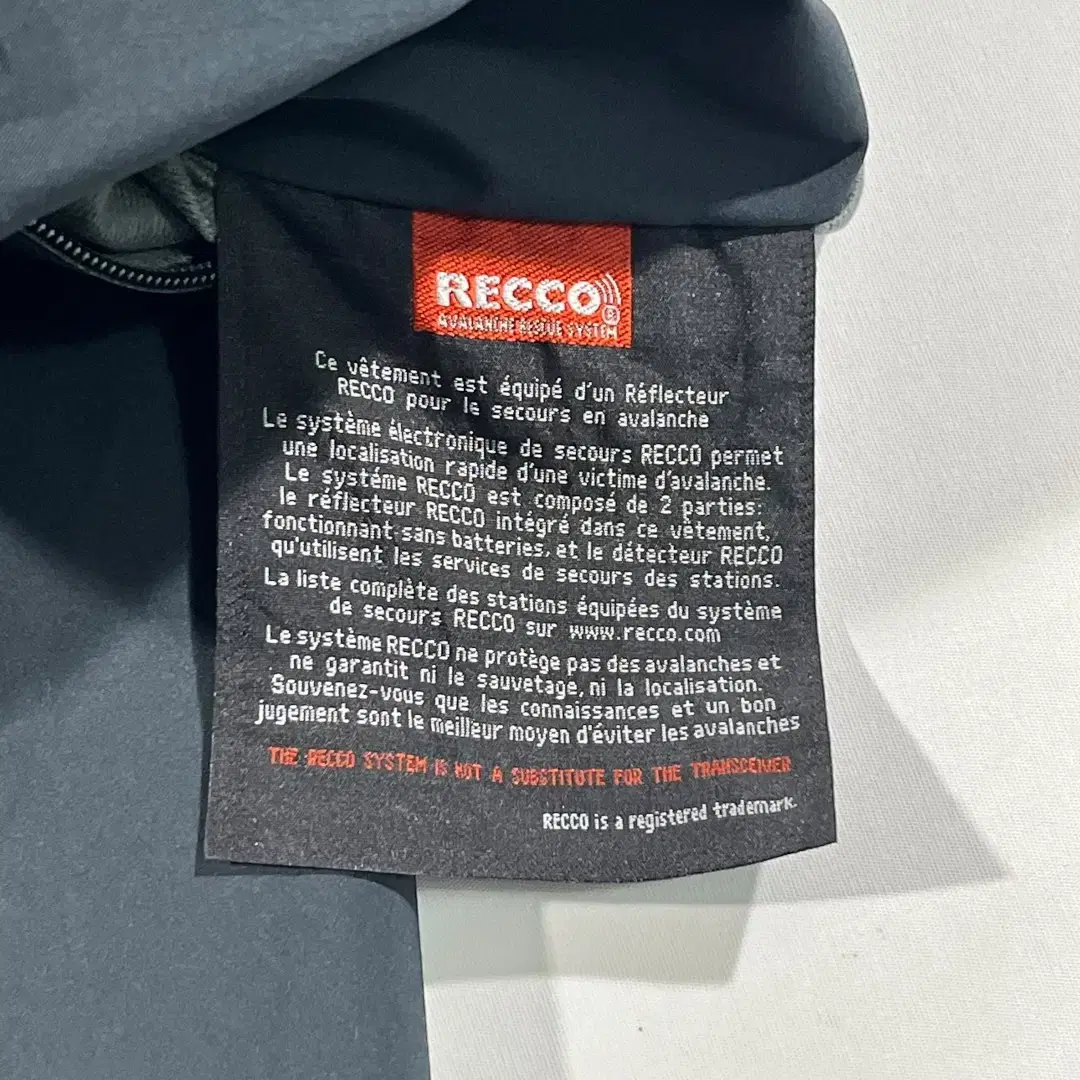 RECCO®
AVALANCHE RESCUE SYSTEM
Ce vêtement est équipé d'un Réflecteur
RECCO pour le secours en avalanche
Le système électronique de secours RECCO permet
une localisation rapide d'une victime d'avalanche.
Le systéme RECCO est composé de 2 parties:
le réflecteur RECCO intégré dans ce vêtement,
fonctionnant sans batteries, et le détecteur RECCO
qu'utilisent les services de secours des stations.
La liste complète des stations équipées du système
de secours RECCO sur www.recco.com
Le système RECCO ne protège pas des avalanches et
ne garantit ni le sauvetage, ni la localisation.
Souvenez-vous que les connaissances et un bon
jugement sont le meilleur moyen d'éviter les avalanches
THE RECCO SYSTEM IS NOT A SUBSTITUTE FOR THE TRANSCEIVER
RECCO is a registered trademark.